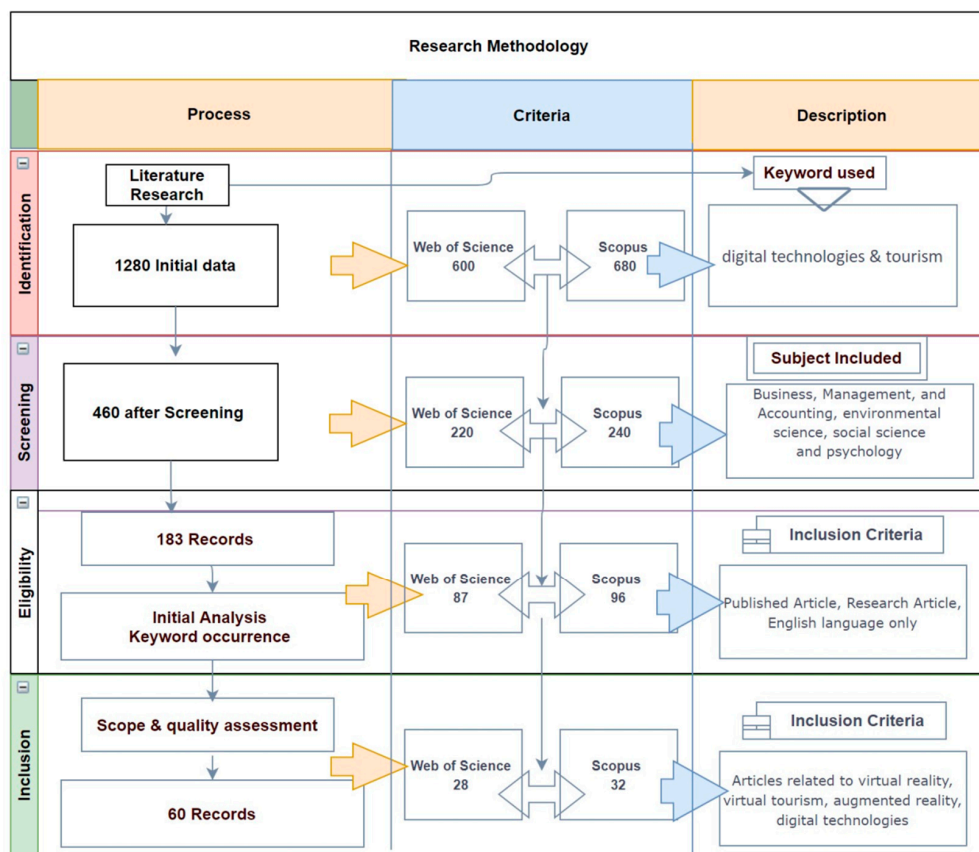 Research Methodology
Process
Criteria
Description
Identification
Literature
Research
Keyword used
1280 Initial data
Web of Science
600
Scopus
680
digital technologies & tourism
Screening
460 after Screening
Web of Science
220
Scopus
240
Subject Included
Business, Management, and
Accounting, environmental
science, social science
and psychology
Eligibility
183 Records
Initial Analysis
Keyword occurrence
Web of Science
87
Scopus
96
Inclusion Criteria
Published Article, Research Article,
English language only
Inclusion
Scope & quality assessment
60 Records
Web of Science
28
Scopus
32
Inclusion Criteria
Articles related to virtual reality,
virtual tourism, augmented reality,
digital technologies